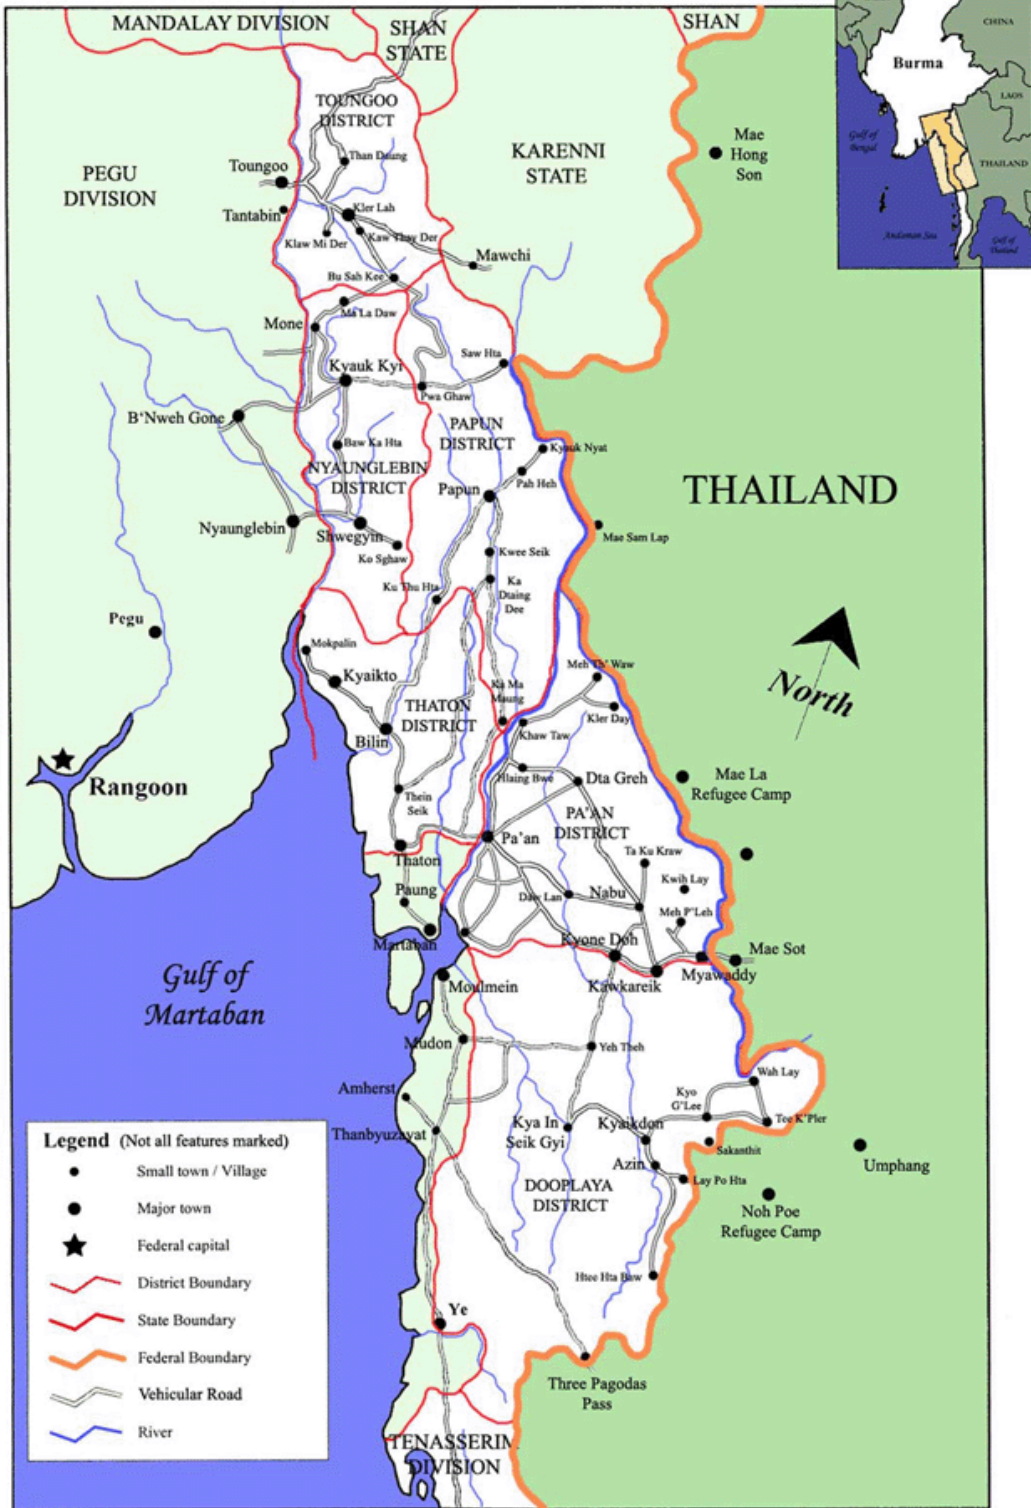 MANDALAY DIVISION
SHAN
STATE
SHAN
CHINA
Burma
LAOS
Gulf of
Bengal
THAILAND
Andaman Sea
Gulf of
Thailand
TOUNGOO
DISTRICT
Mae
Hong
Son
KARENNI
STATE
PEGU
DIVISION
Than Daung
Toungoo
Tantabin
Kler Lah
Klaw Mi Der
Kaw Thay Der
Mawchi
Bu Sah Kee
Ma La Daw
Mone
Saw Hta
Kyauk Kyi
Pwa Ghaw
B'Nweh Gone
PAPUN
DISTRICT
Baw Ka Hta
Kyauk Nyat
NYAUNGLEBIN
DISTRICT
Pah Heh
Papun
THAILAND
Nyaunglebin
Shwegyin
Mae Sam Lap
Ko Sghaw
Kwee Seik
Ku Thu Hta
Ka
Dtaing
Dee
Pegu
Mokpalin
Kyaikto
Meh Th' Waw
Ka Ma
Maung
North
THATON
DISTRICT
Kler Day
Bilin
Khaw Taw
Hlaing Bwe
Dta Greh
Mae La
Refugee Camp
Rangoon
Thein
Seik
PA'AN
DISTRICT
Pa'an
Ta Ku Kraw
Thaton
Kwih Lay
Paung
Daw Lan
Nabu
Meh P'Leh
Martaban
Kyone Doh
Mae Sot
Myawaddy
Gulf of
Martaban
Moulmein
Kawkareik
Mudon
Yeh Theh
Wah Lay
Amherst
Kyo
G'Lee
Tee K'Pler
Thanbyuzayat
Kya In
Seik Gyi
Kyaikdon
Sakanthit
Umphang
Azin
Lay Po Hta
DOOPLAYA
DISTRICT
Noh Poe
Refugee Camp
Htee Hta Baw
Ye
Three Pagodas
Pass
TENASSERIM
DIVISION
Legend (Not all features marked)
Small town / Village
Major town
Federal capital
District Boundary
State Boundary
Federal Boundary
Vehicular Road
River